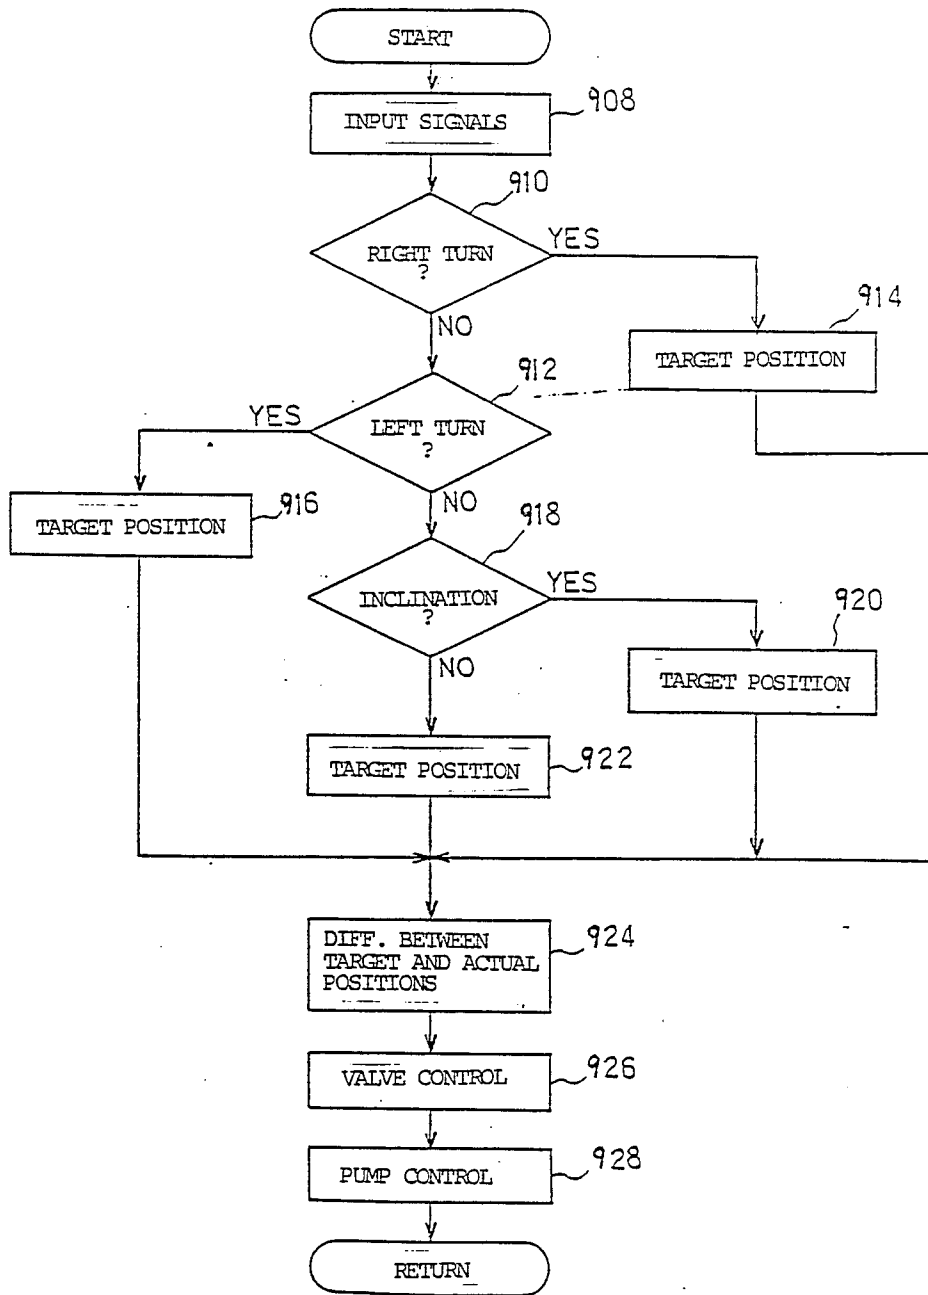 START
INPUT SIGNALS
908
910
RIGHT TURN
?
YES
NO
914
TARGET POSITION
912
LEFT TURN
?
YES
NO
916
TARGET POSITION
918
INCLINATION
?
YES
NO
920
TARGET POSITION
TARGET POSITION
922
DIFF. BETWEEN
TARGET AND ACTUAL
POSITIONS
924
VALVE CONTROL
926
PUMP CONTROL
928
RETURN